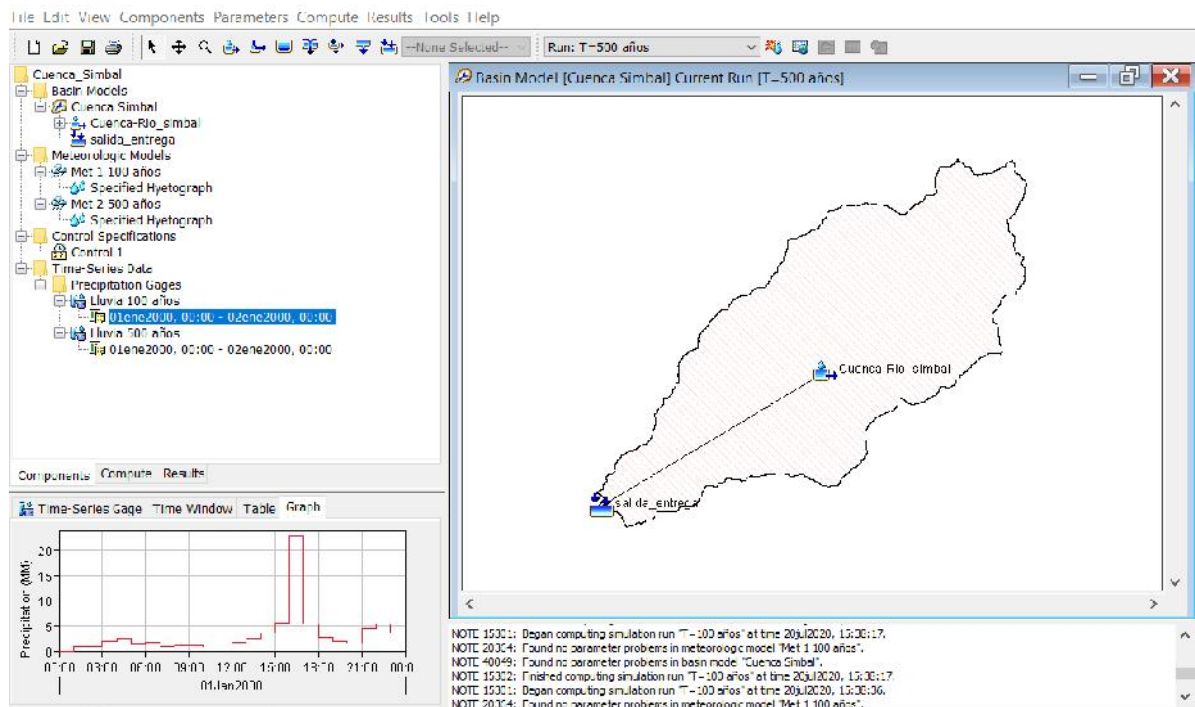 File Edit View Components Parameters Compute Results Tools Help
--None Selected-- Run: T=500 años
Cuenca_Simbal
Basin Models
Cuenca Simbal
Cuenca-Rio_simbal
salida_entrega
Meteorologic Models
Met 1 100 años
Specified Hyetograph
Met 2 500 años
Specified Hyetograph
Control Specifications
Control 1
Time-Series Data
Precipitation Gages
Lluvia 100 años
01ene2000, 00:00 - 02ene2000, 00:00
Lluvia 500 años
01ene2000, 00:00 - 02ene2000, 00:00
Components Compute Results
Basin Model [Cuenca Simbal] Current Run [T=500 años]
Cuenca-Rio_simbal
salida_entrega
Time-Series Gage Time Window Table Graph
Precipitation (MM)
20
15
10
5
0
00:00 03:00 06:00 09:00 12:00 15:00 18:00 21:00 00:0
01Jan2000
NOTE 15301: Began computing simulation run "T=100 años" at time 20jul2020, 15:38:17.
NOTE 20364: Found no parameter problems in meteorologic model "Met 1 100 años".
NOTE 40049: Found no parameter problems in basin model "Cuenca Simbal".
NOTE 15302: Finished computing simulation run "T=100 años" at time 20jul2020, 15:38:17.
NOTE 15301: Began computing simulation run "T=100 años" at time 20jul2020, 15:38:36.
NOTE 20364: Found no parameter problems in meteorologic model "Met 1 100 años".